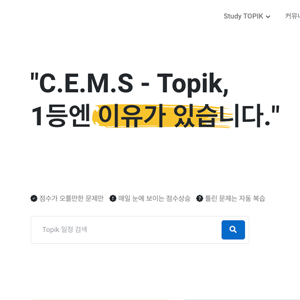 Study TOPIK 커뮤
"C.E.M.S - Topik,
1등엔 이유가 있습니다."
점수가 오를만한 문제만 매일 눈에 보이는 점수상승 틀린 문제는 자동 복습
Topik 일정 검색